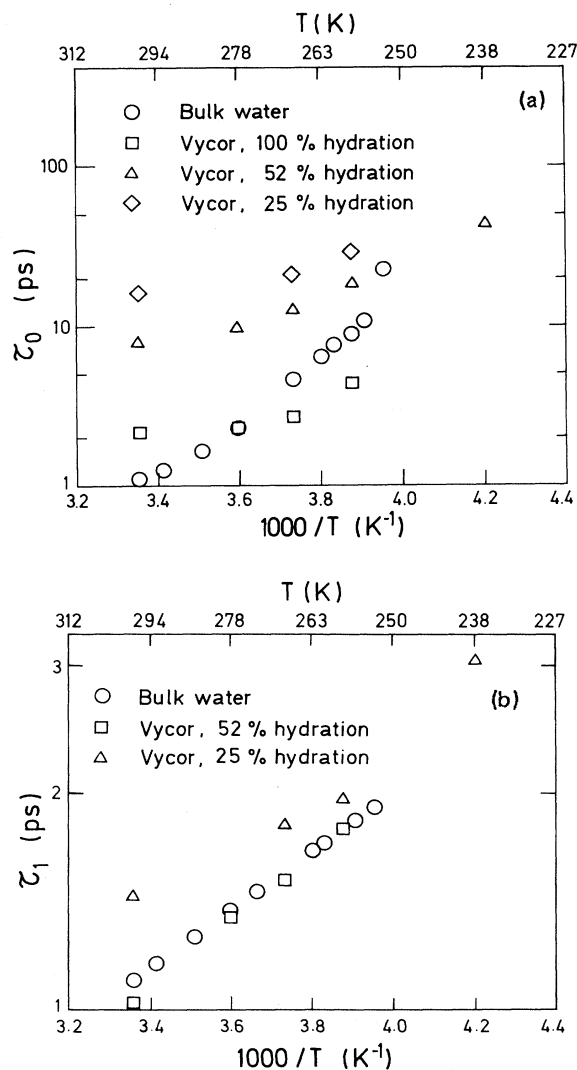 T(K)
312 294 278 263 250 238 227
(a)
Bulk water
Vycor, 100 % hydration
Vycor, 52 % hydration
Vycor, 25 % hydration
100
10
1
τ0 (ps)
3.2 3.4 3.6 3.8 4.0 4.2 4.4
1000/T (K-1)
T(K)
312 294 278 263 250 238 227
3
(b)
Bulk water
Vycor, 52 % hydration
Vycor, 25 % hydration
2
τ1 (ps)
1
3.2 3.4 3.6 3.8 4.0 4.2 4.4
1000/T (K-1)